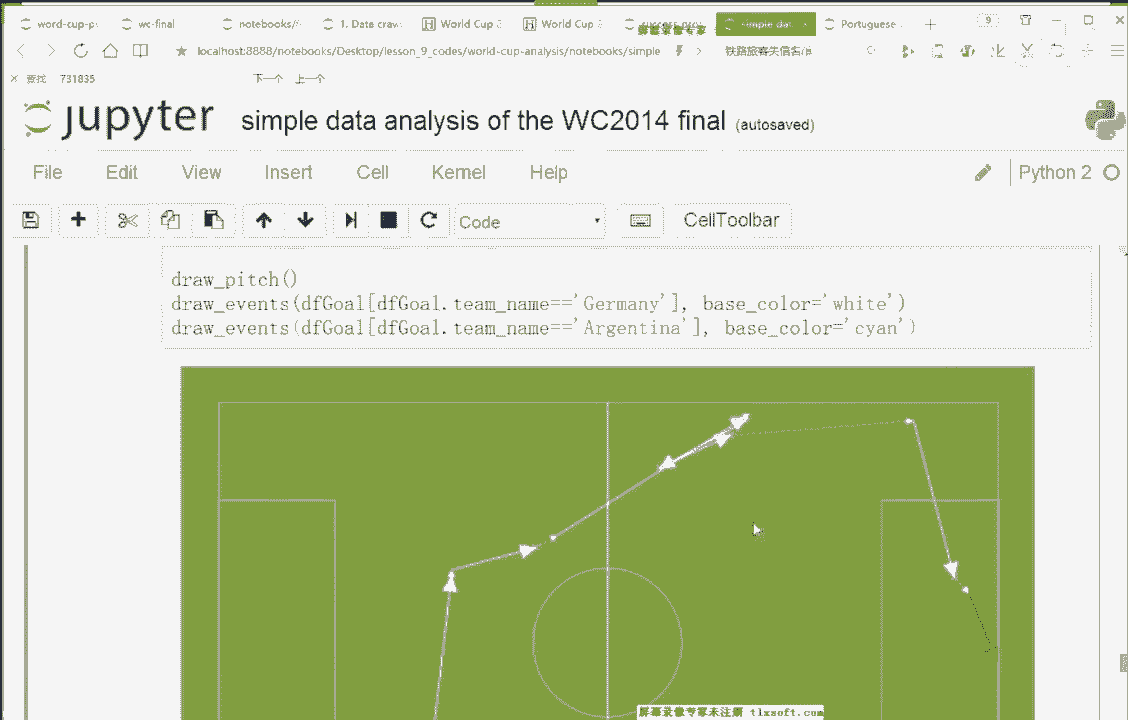 word-cup-p
wc-final
notebooks/
1. Data craw
World Cup
World Cup
simple dat
Portuguese
9
localhost:8888/notebooks/Desktop/lesson_9_codes/world-cup-analysis/notebooks/simple
铁路旅客失信名单
查找 731835 下一个 上一个
jupyter simple data analysis of the WC2014 final (autosaved)
File Edit View Insert Cell Kernel Help Python 2
Code CellToolbar
draw_pitch()
draw_events(dfGoal[dfGoal.team_name=='Germany'], base_color='white')
draw_events(dfGoal[dfGoal.team_name=='Argentina'], base_color='cyan')
屏幕录像专家未注册 tlxsoft.com